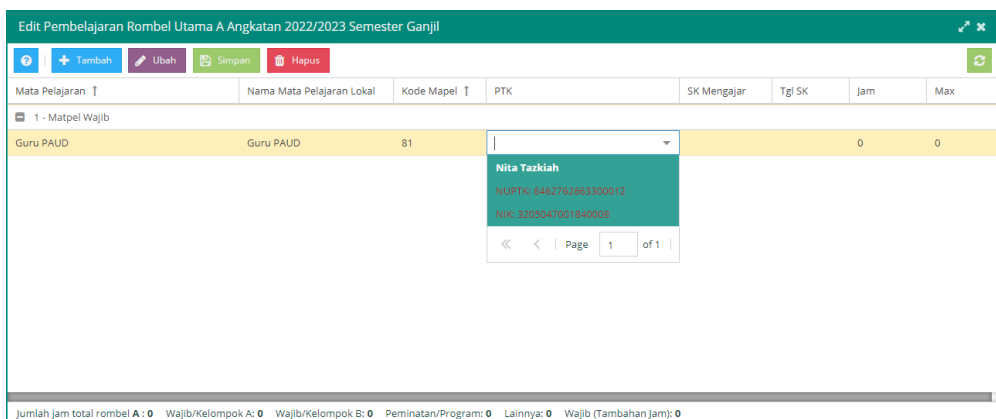 Edit Pembelajaran Rombel Utama A Angkatan 2022/2023 Semester Ganjil
Tambah Ubah Simpan Hapus
Mata Pelajaran ↑ Nama Mata Pelajaran Lokal Kode Mapel ↑ PTK SK Mengajar Tgl SK Jam Max
1 - Matpel Wajib
Guru PAUD Guru PAUD 81 0 0
Nita Tazkiah
NUPTK: 6462762663300012
NIK: 3205047001840008
Page 1 of 1
Jumlah jam total rombel A : 0 Wajib/Kelompok A: 0 Wajib/Kelompok B: 0 Peminatan/Program: 0 Lainnya: 0 Wajib (Tambahan Jam): 0